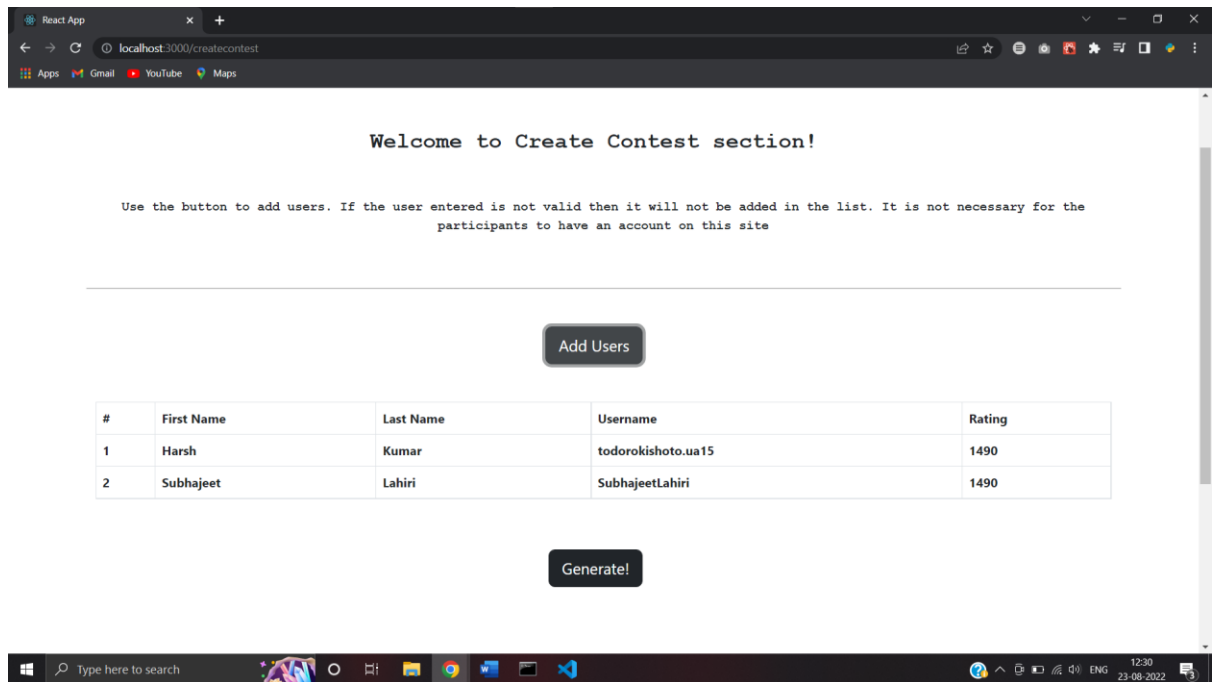 React App
localhost:3000/createcontest
Apps Gmail YouTube Maps
Welcome to Create Contest section!
Use the button to add users. If the user entered is not valid then it will not be added in the list. It is not necessary for the
participants to have an account on this site
Add Users
# First Name Last Name Username Rating
1 Harsh Kumar todorokishoto.ua15 1490
2 Subhajeet Lahiri SubhajeetLahiri 1490
Generate!
Type here to search
ENG
12:30
23-08-2022
3